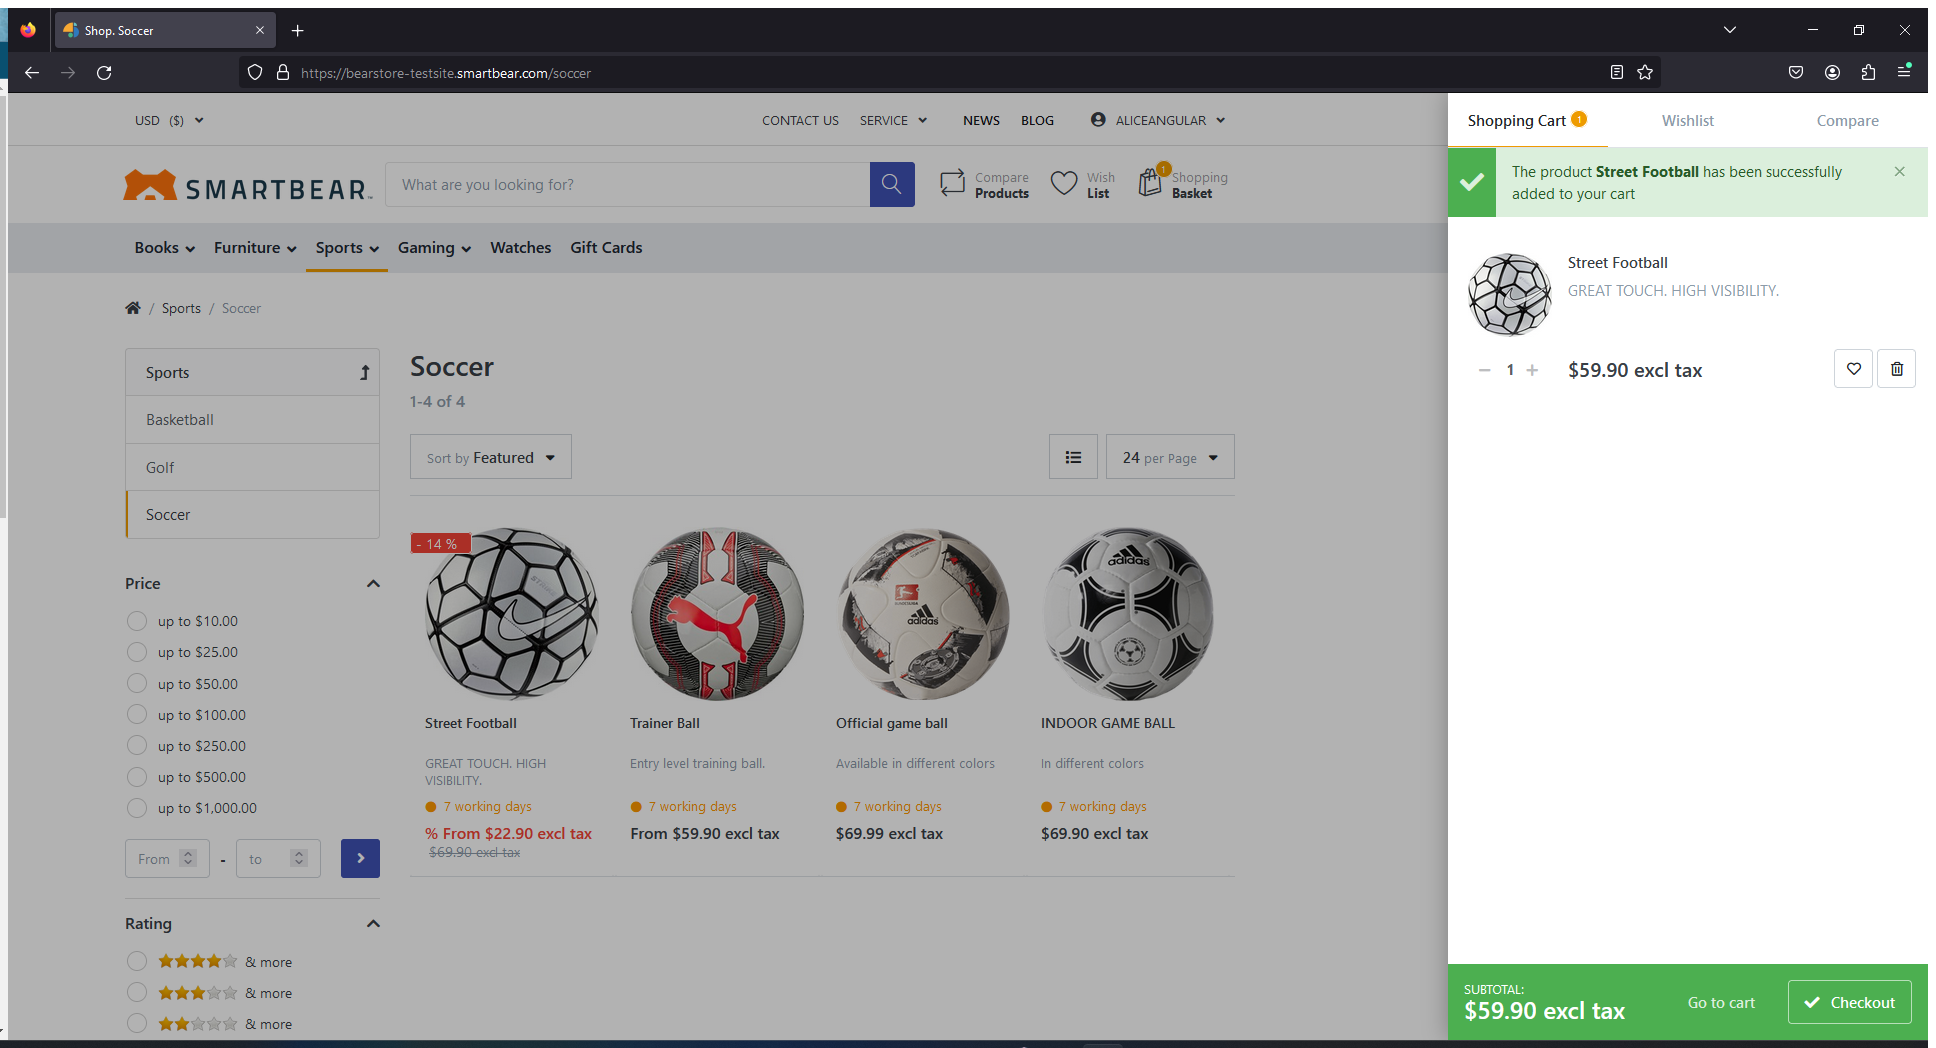 Shop. Soccer
https://bearstore-testsite.smartbear.com/soccer
USD ($)
CONTACT US
SERVICE
NEWS
BLOG
ALICEANGULAR
SMARTBEAR
What are you looking for?
Compare
Products
Wish
List
1
Shopping
Basket
Books
Furniture
Sports
Gaming
Watches
Gift Cards
/ Sports / Soccer
Sports
Basketball
Golf
Soccer
Price
up to $10.00
up to $25.00
up to $50.00
up to $100.00
up to $250.00
up to $500.00
up to $1,000.00
From - to
Rating
& more
& more
& more
Soccer
1-4 of 4
Sort by Featured
24 per Page
- 14 %
Street Football
GREAT TOUCH. HIGH
VISIBILITY.
7 working days
% From $22.90 excl tax
$69.90 excl tax
Trainer Ball
Entry level training ball.
7 working days
From $59.90 excl tax
adidas
Official game ball
Available in different colors
7 working days
$69.99 excl tax
adidas
INDOOR GAME BALL
In different colors
7 working days
$69.90 excl tax
Shopping Cart 1
Wishlist
Compare
The product Street Football has been successfully
added to your cart
Street Football
GREAT TOUCH. HIGH VISIBILITY.
1
$59.90 excl tax
SUBTOTAL:
$59.90 excl tax
Go to cart
Checkout